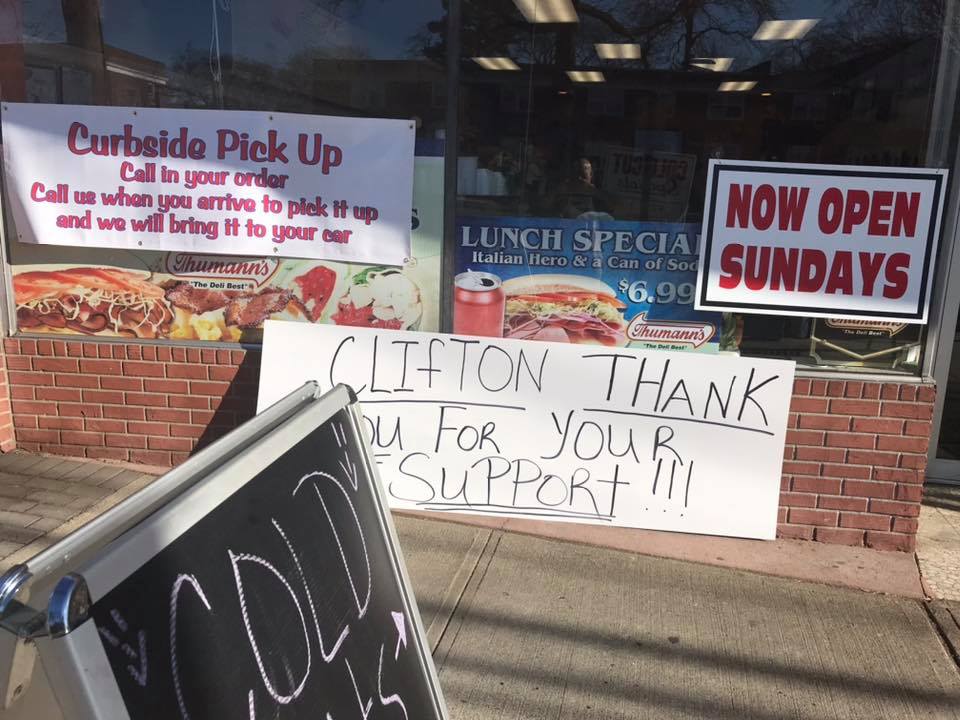 Curbside Pick Up
Call in your order
Call us when you arrive to pick it up
and we will bring it to your car
Thumann's
"The Deli Best"
LUNCH SPECIAL
Italian Hero & a Can of Sod
$6.99
Thumann's
"The Deli Best"
NOW OPEN
SUNDAYS
CLIFTON THANK
OU FOR YOUR
SUPPORT !!!
COLD